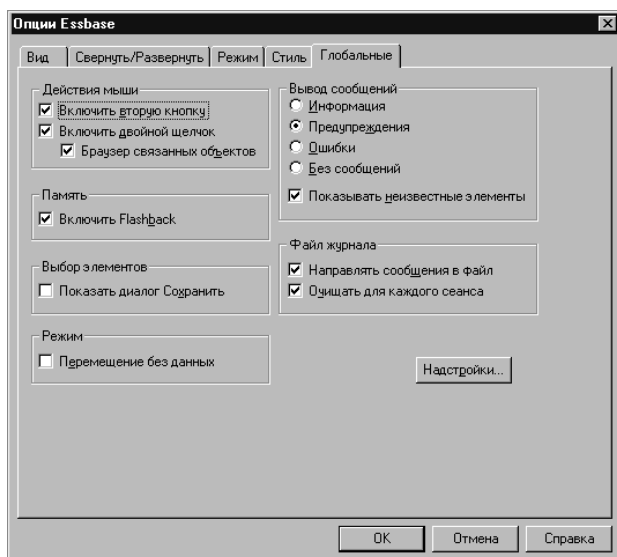 Опции Essbase
Вид Свернуть/Развернуть Режим Стиль Глобальные
Действия мыши
Включить вторую кнопку
Включить двойной щелчок
Браузер связанных объектов
Память
Включить Flashback
Выбор элементов
Показать диалог Сохранить
Режим
Перемещение без данных
Вывод сообщений
Информация
Предупреждения
Ошибки
Без сообщений
Показывать неизвестные элементы
Файл журнала
Направлять сообщения в файл
Очищать для каждого сеанса
Надстройки...
OK Отмена Справка